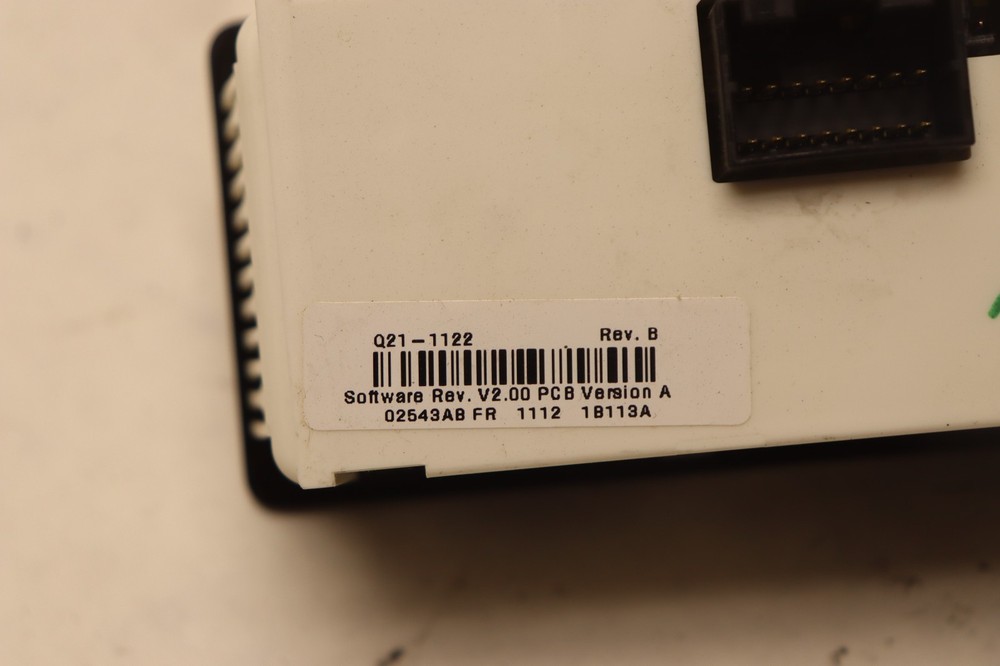 Q21-1122 Rev. B
Software Rev. V2.00 PCB Version A
02543AB FR 1112 1B113A